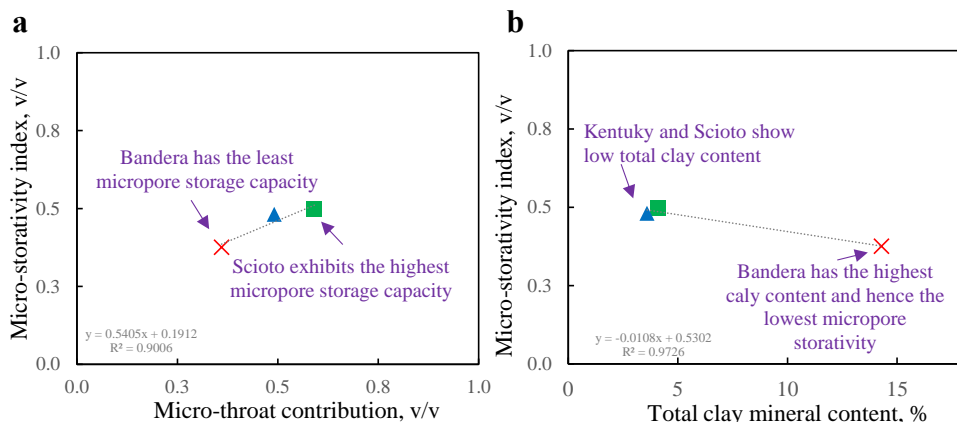 a
Micro-storativity index, v/v
1.0
0.8
0.5
0.3
0.0
Bandera has the least
micropore storage capacity
Scioto exhibits the highest
micropore storage capacity
y = 0.5405x + 0.1912
R² = 0.9006
0.0 0.3 0.5 0.8 1.0
Micro-throat contribution, v/v
b
Micro-storativity index, v/v
1.0
0.8
0.5
0.3
0.0
Kentuky and Scioto show
low total clay content
Bandera has the highest
caly content and hence the
lowest micropore
storativity
y = -0.0108x + 0.5302
R² = 0.9726
0 5 10 15
Total clay mineral content, %